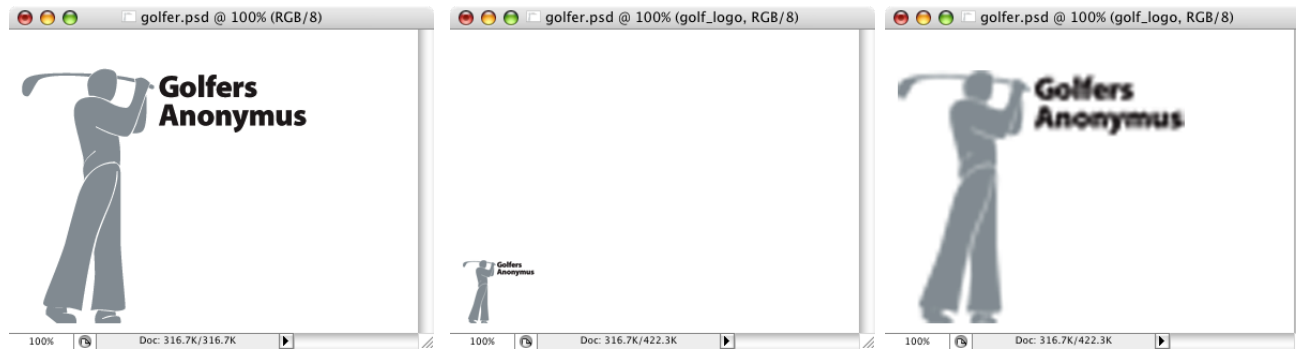 golfer.psd @ 100% (RGB/8)
Golfers
Anonymus
100%
Doc: 316.7K/316.7K
golfer.psd @ 100% (golf_logo, RGB/8)
Golfers
Anonymus
100%
Doc: 316.7K/422.3K
golfer.psd @ 100% (golf_logo, RGB/8)
Golfers
Anonymus
100%
Doc: 316.7K/422.3K